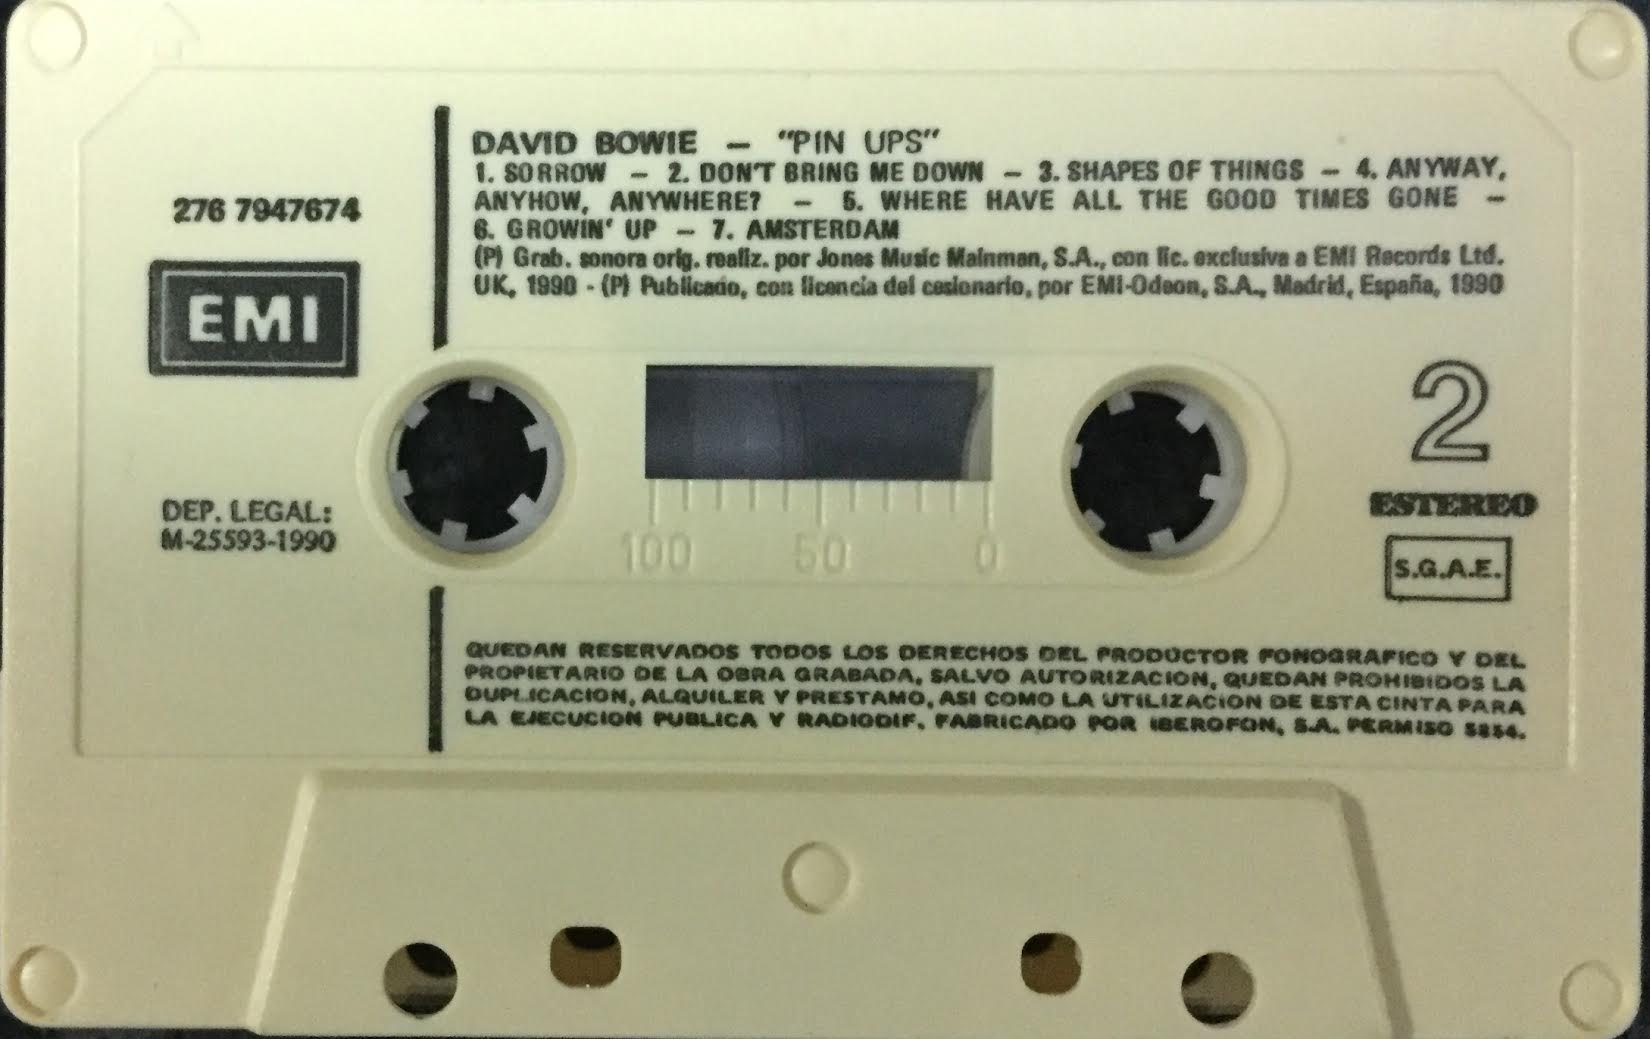 DAVID BOWIE – "PIN UPS"
1. SORROW – 2. DON'T BRING ME DOWN – 3. SHAPES OF THINGS – 4. ANYWAY,
ANYHOW, ANYWHERE? – 5. WHERE HAVE ALL THE GOOD TIMES GONE –
6. GROWIN' UP – 7. AMSTERDAM
(P) Grab. sonora orig. realiz. por Jones Music Mainman, S.A., con lic. exclusiva a EMI Records Ltd.
UK, 1990 - (P) Publicado, con licencia del cesionario, por EMI-Odeon, S.A., Madrid, España, 1990
276 7947674
EMI
DEP. LEGAL:
M-25593-1990
100 50 0
2
ESTEREO
S.G.A.E.
QUEDAN RESERVADOS TODOS LOS DERECHOS DEL PRODUCTOR FONOGRAFICO Y DEL
PROPIETARIO DE LA OBRA GRABADA, SALVO AUTORIZACION, QUEDAN PROHIBIDOS LA
DUPLICACION, ALQUILER Y PRESTAMO, ASI COMO LA UTILIZACION DE ESTA CINTA PARA
LA EJECUCION PUBLICA Y RADIODIF. FABRICADO POR IBEROFON, S.A. PERMISO 5854.